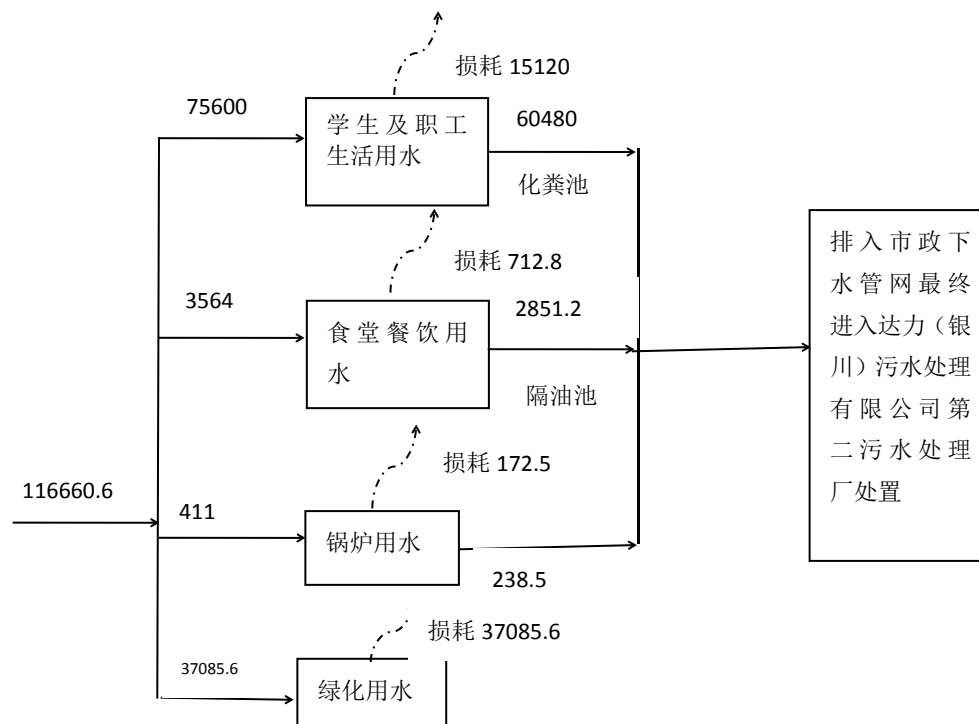 损耗 15120
75600
学生及职工
生活用水
60480
化粪池
损耗 712.8
3564
食堂餐饮用
水
2851.2
隔油池
排入市政下
水管网最终
进入达力（银
川）污水处理
有限公司第
二污水处理
厂处置
损耗 172.5
116660.6
411
锅炉用水
238.5
损耗 37085.6
37085.6
绿化用水